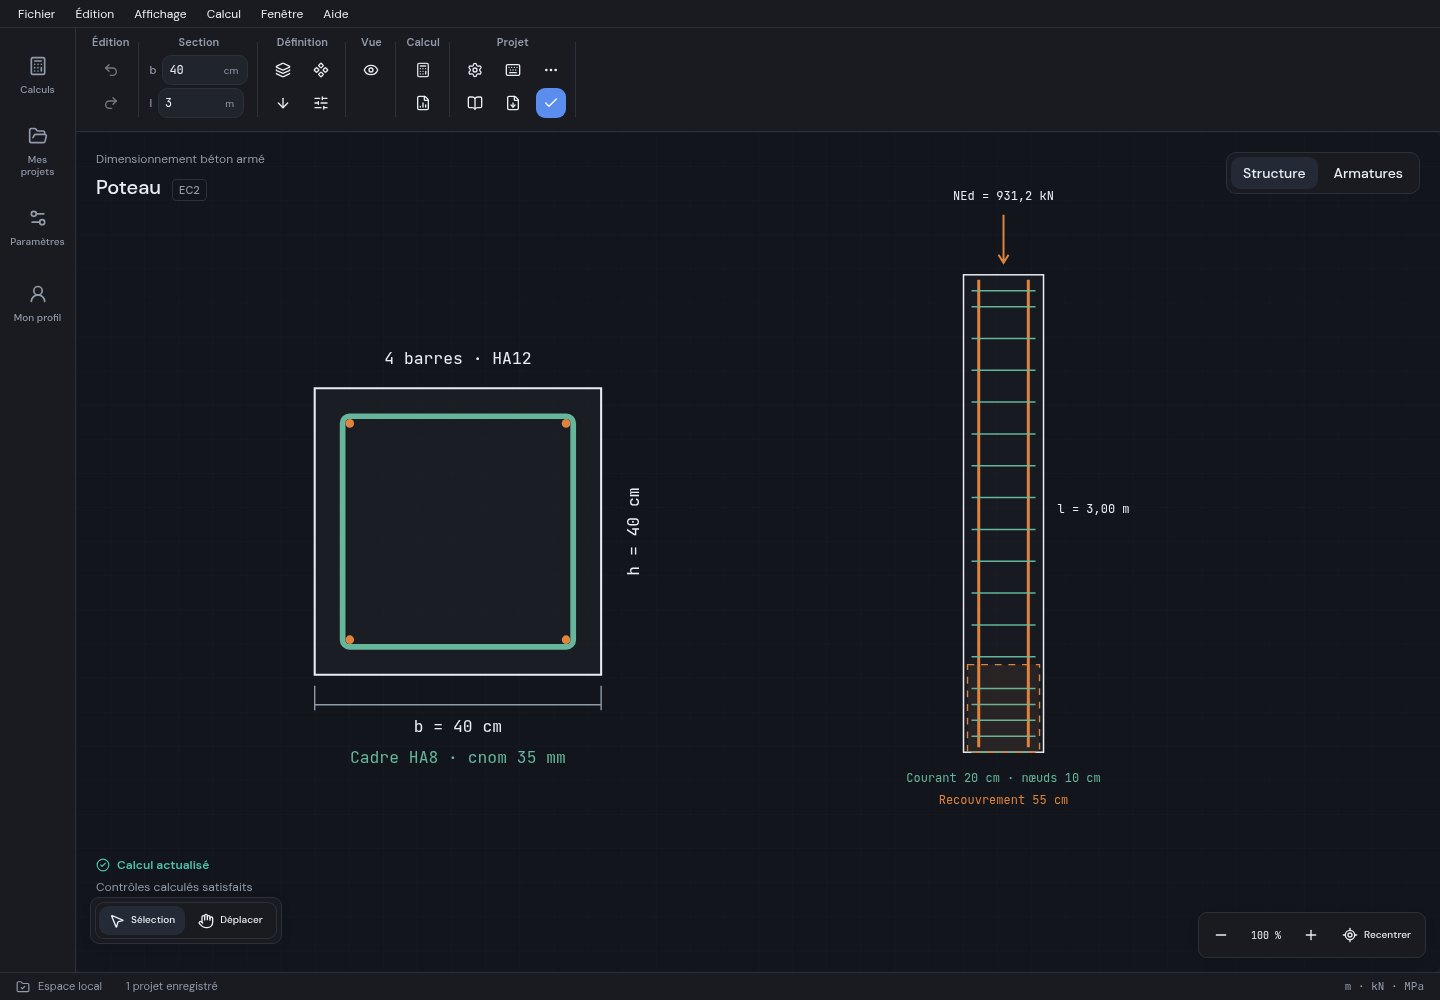 Fichier Édition Affichage Calcul Fenêtre Aide
Édition Section Définition Vue Calcul Projet
b 40 cm
l 3 m
Calculs
Mes
projets
Paramètres
Mon profil
Dimensionnement béton armé
Poteau EC2
Structure Armatures
NEd = 931,2 kN
4 barres · HA12
h = 40 cm
l = 3,00 m
b = 40 cm
Cadre HA8 · cnom 35 mm
Courant 20 cm · nœuds 10 cm
Recouvrement 55 cm
Calcul actualisé
Contrôles calculés satisfaits
Sélection Déplacer
100 % Recentrer
Espace local 1 projet enregistré
m · kN · MPa